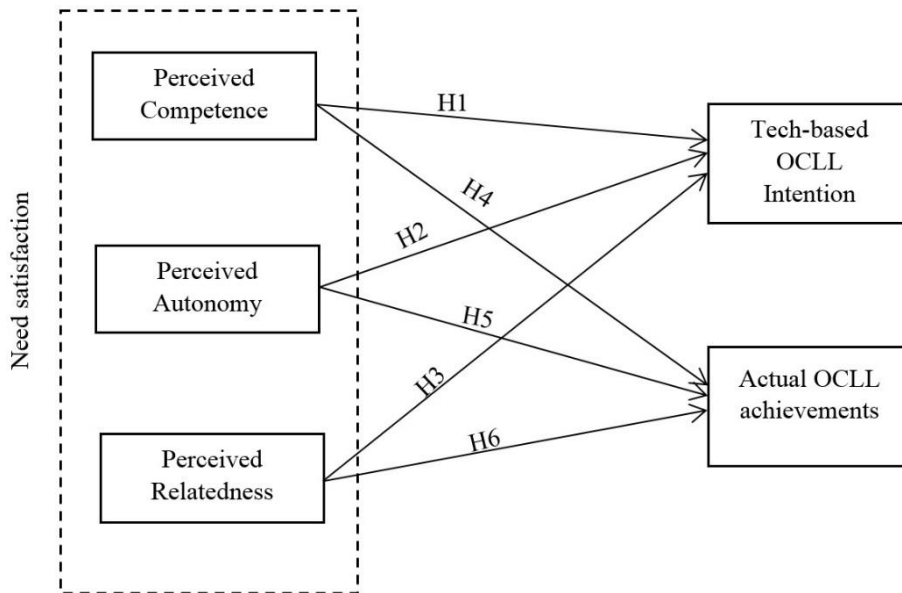 Need satisfaction
Perceived
Competence
Perceived
Autonomy
Perceived
Relatedness
H1
H4
H2
H5
H3
H6
Tech-based
OCLL
Intention
Actual OCLL
achievements